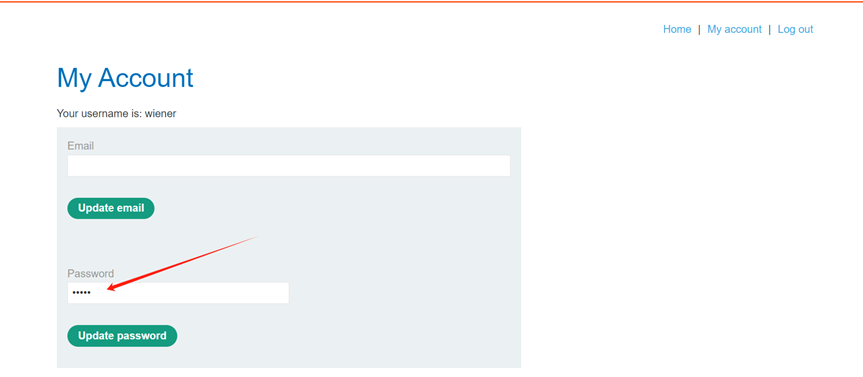 Home | My account | Log out
My Account
Your username is: wiener
Email
Update email
Password
•••••
Update password